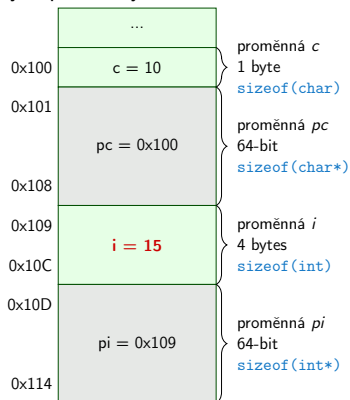 ...
0x100
c = 10
proměnná c
1 byte
sizeof(char)
0x101
pc = 0x100
0x108
proměnná pc
64-bit
sizeof(char*)
0x109
i = 15
0x10C
proměnná i
4 bytes
sizeof(int)
0x10D
pi = 0x109
0x114
proměnná pi
64-bit
sizeof(int*)